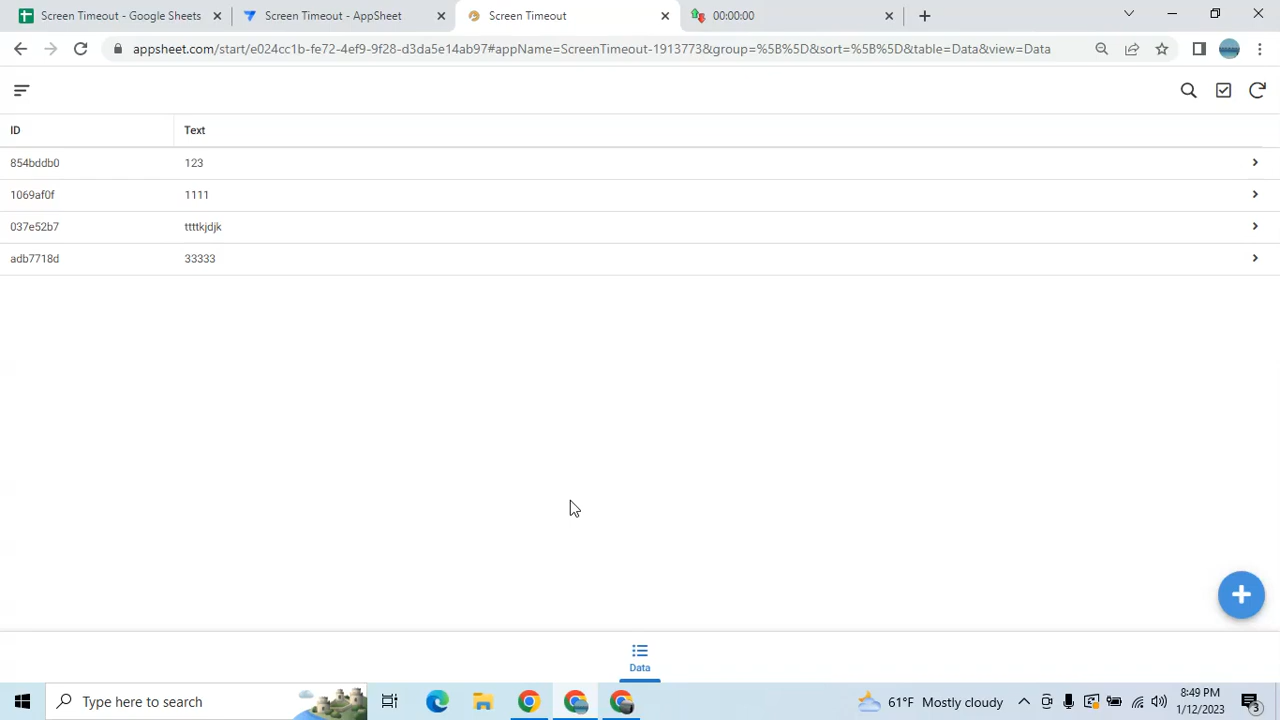 Screen Timeout - Google Sheets
Screen Timeout - AppSheet
Screen Timeout
00:00:00
appsheet.com/start/e024cc1b-fe72-4ef9-9f28-d3da5e14ab97#appName=ScreenTimeout-1913773&group=%5B%5D&sort=%5B%5D&table=Data&view=Data
ID Text
854bddb0 123
1069af0f 1111
037e52b7 ttttkjdjk
adb7718d 33333
Data
Type here to search
61°F Mostly cloudy
8:49 PM
1/12/2023
3